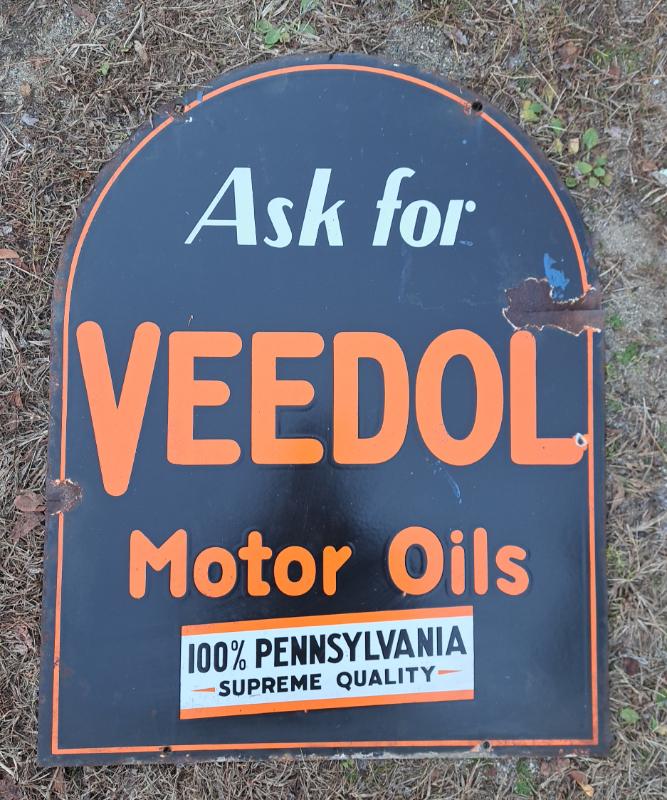 Ask for
VEEDOL
Motor Oils
100% PENNSYLVANIA
SUPREME QUALITY